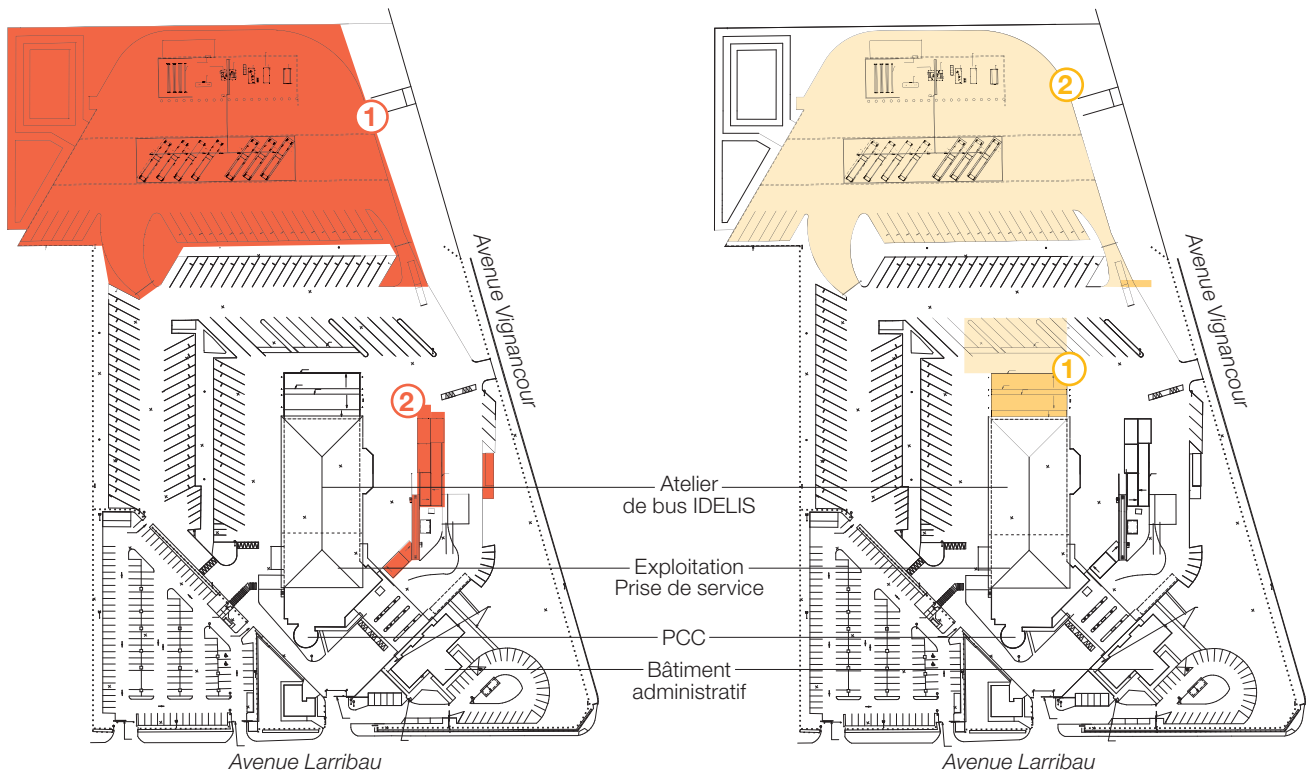 1
2
Avenue Vignancour
Avenue Vignancour
1
2
Atelier
de bus IDELIS
Exploitation
Prise de service
PCC
Bâtiment
administratif
Avenue Larribau
Avenue Larribau